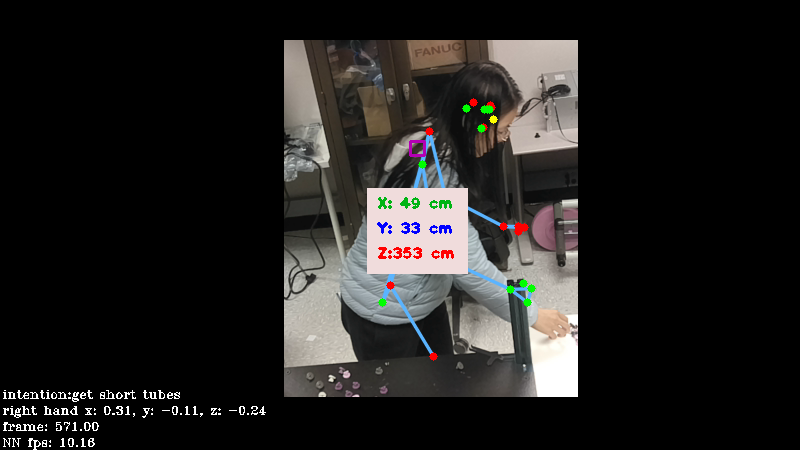 FANUC
X: 49 cm
Y: 33 cm
Z:353 cm
intention:get short tubes
right hand x: 0.31, y: -0.11, z: -0.24
frame: 571.00
NN fps: 10.16